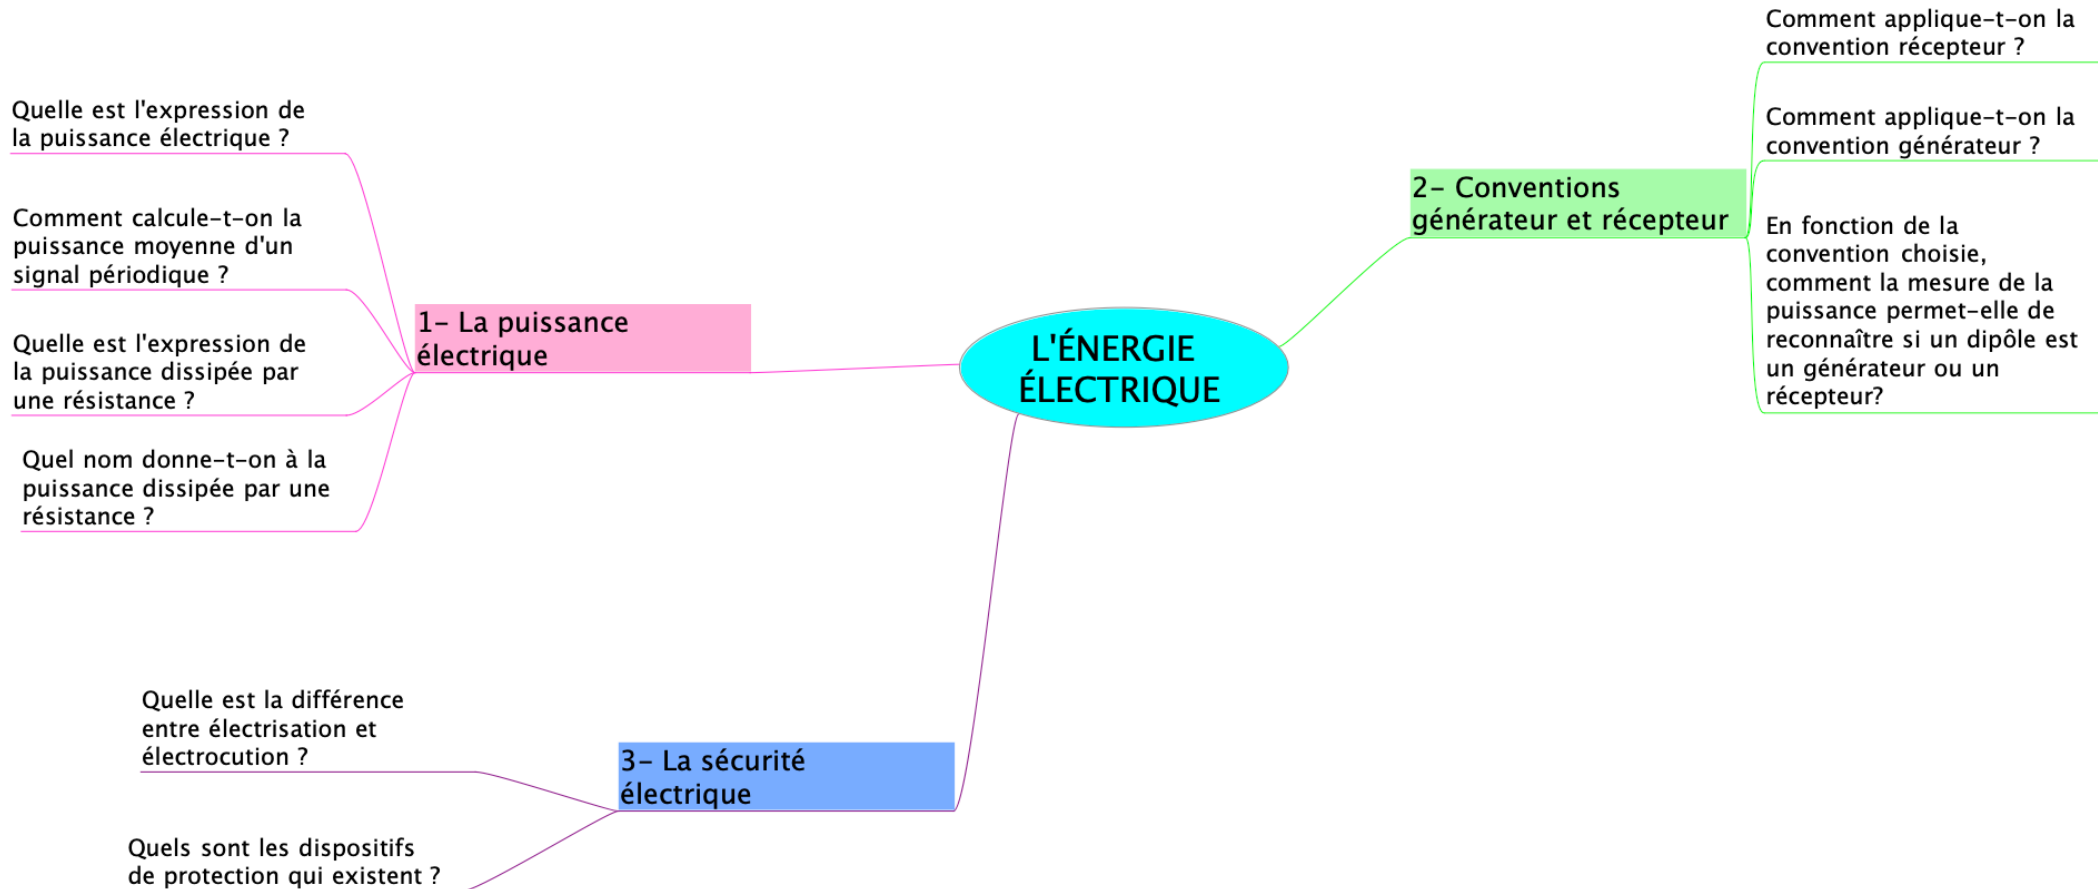 L'ÉNERGIE
ÉLECTRIQUE
1– La puissance
électrique
Quelle est l'expression de
la puissance électrique ?
Comment calcule–t–on la
puissance moyenne d'un
signal périodique ?
Quelle est l'expression de
la puissance dissipée par
une résistance ?
Quel nom donne–t–on à la
puissance dissipée par une
résistance ?
2– Conventions
générateur et récepteur
Comment applique–t–on la
convention récepteur ?
Comment applique–t–on la
convention générateur ?
En fonction de la
convention choisie,
comment la mesure de la
puissance permet–elle de
reconnaître si un dipôle est
un générateur ou un
récepteur?
3– La sécurité
électrique
Quelle est la différence
entre électrisation et
électrocution ?
Quels sont les dispositifs
de protection qui existent ?